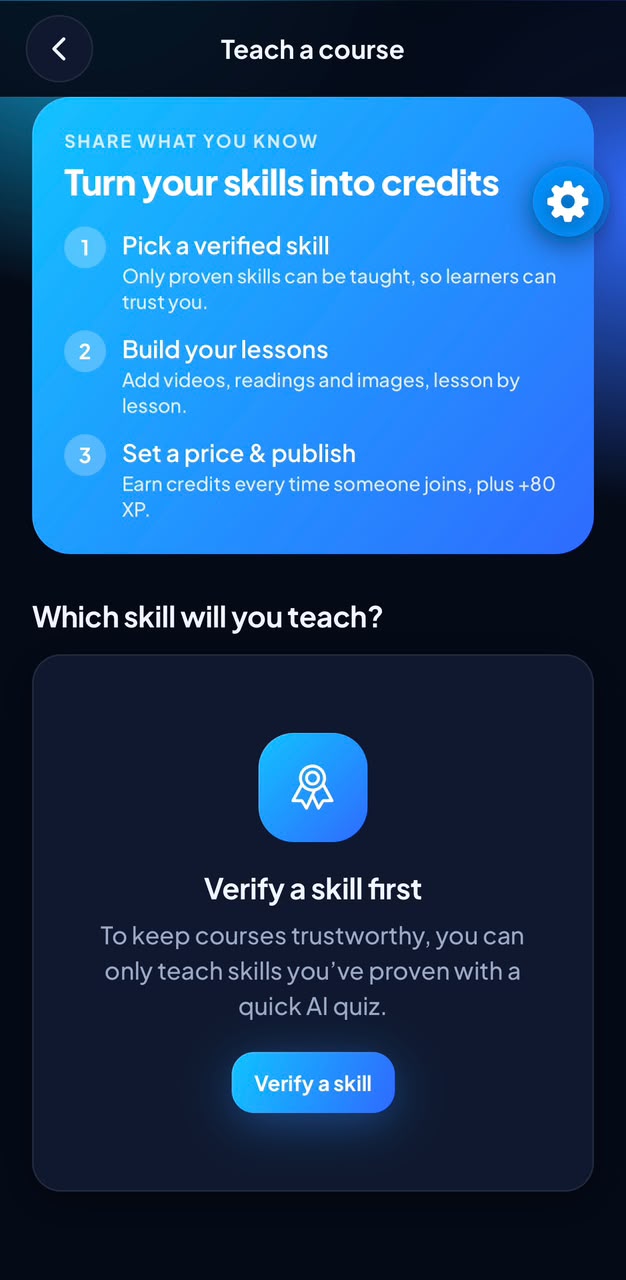 Teach a course
SHARE WHAT YOU KNOW
Turn your skills into credits
1
Pick a verified skill
Only proven skills can be taught, so learners can
trust you.
2
Build your lessons
Add videos, readings and images, lesson by
lesson.
3
Set a price & publish
Earn credits every time someone joins, plus +80
XP.
Which skill will you teach?
Verify a skill first
To keep courses trustworthy, you can
only teach skills you’ve proven with a
quick AI quiz.
Verify a skill